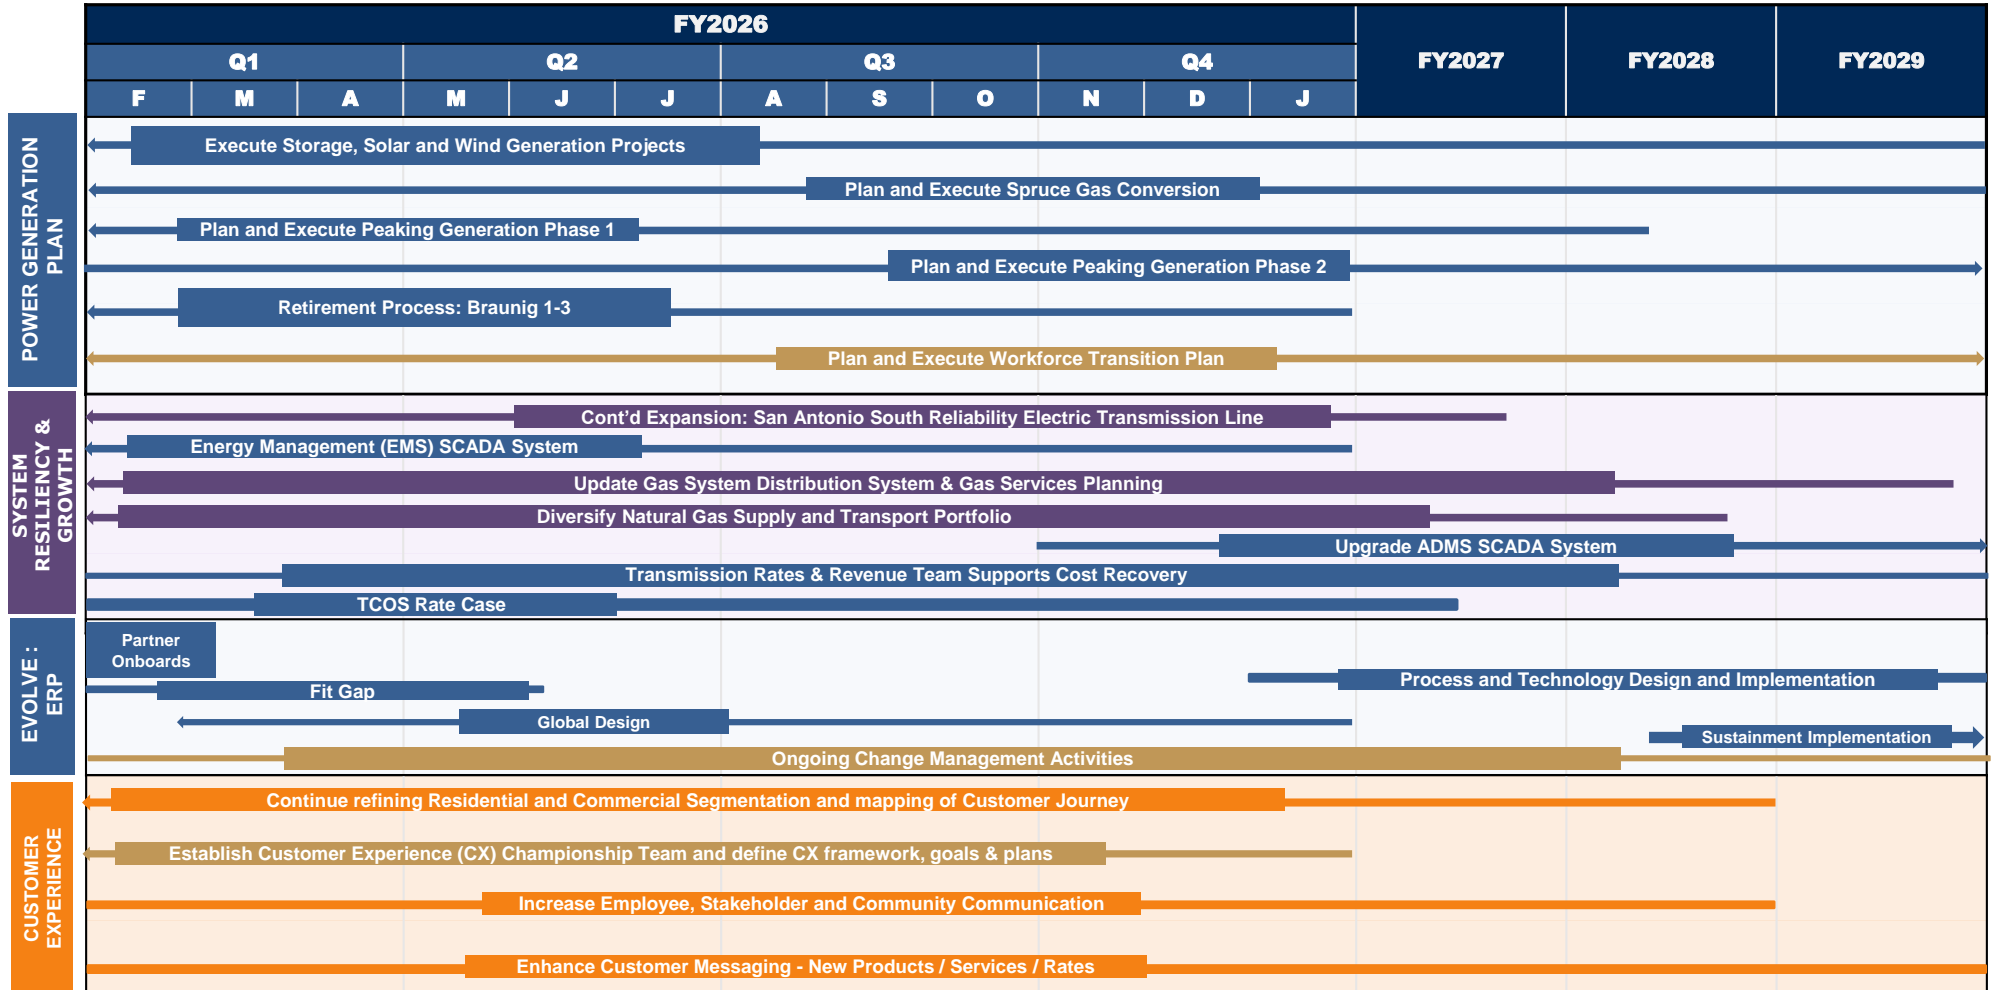 FY2026
Q1 Q2 Q3 Q4 FY2027 FY2028 FY2029
F M A M J J A S O N D J
POWER GENERATION
PLAN
Execute Storage, Solar and Wind Generation Projects
Plan and Execute Spruce Gas Conversion
Plan and Execute Peaking Generation Phase 1
Plan and Execute Peaking Generation Phase 2
Retirement Process: Braunig 1-3
Plan and Execute Workforce Transition Plan
SYSTEM
RESILIENCY &
GROWTH
Cont’d Expansion: San Antonio South Reliability Electric Transmission Line
Energy Management (EMS) SCADA System
Update Gas System Distribution System & Gas Services Planning
Diversify Natural Gas Supply and Transport Portfolio
Upgrade ADMS SCADA System
Transmission Rates & Revenue Team Supports Cost Recovery
TCOS Rate Case
EVOLVE :
ERP
Partner
Onboards
Process and Technology Design and Implementation
Fit Gap
Global Design
Sustainment Implementation
Ongoing Change Management Activities
CUSTOMER
EXPERIENCE
Continue refining Residential and Commercial Segmentation and mapping of Customer Journey
Establish Customer Experience (CX) Championship Team and define CX framework, goals & plans
Increase Employee, Stakeholder and Community Communication
Enhance Customer Messaging - New Products / Services / Rates